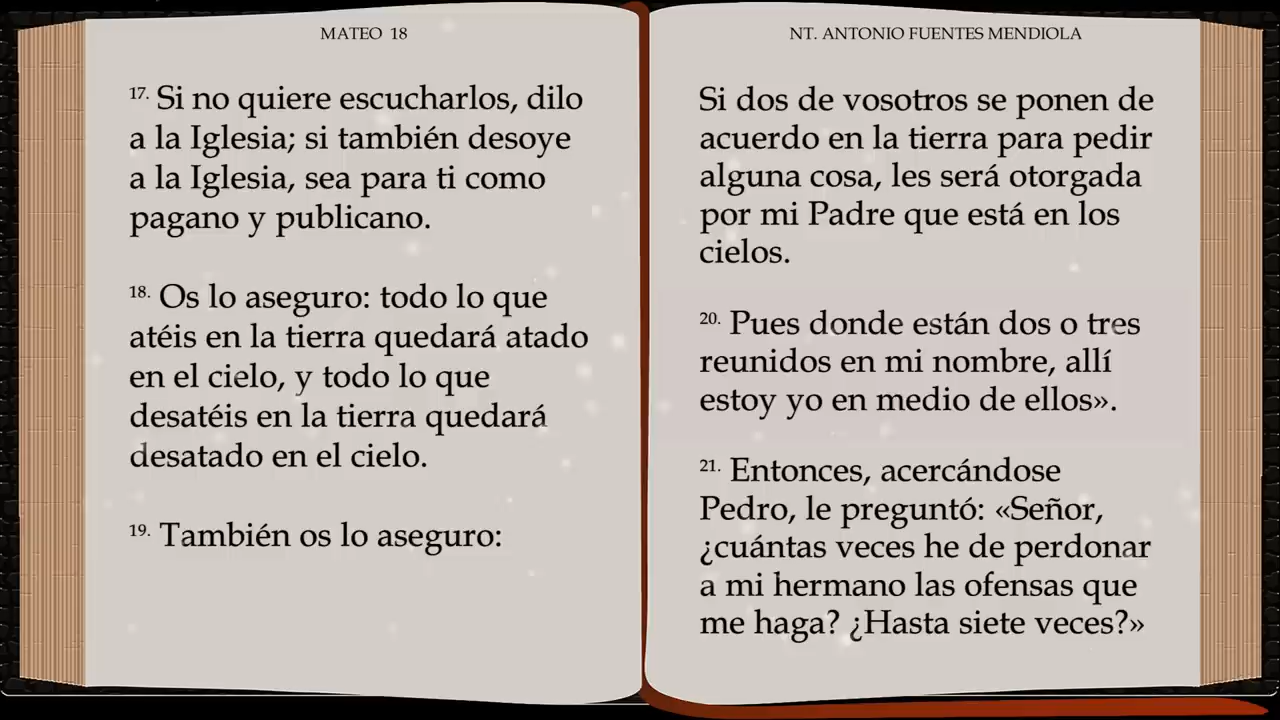 MATEO 18
17. Si no quiere escucharlos, dilo
a la Iglesia; si también desoye
a la Iglesia, sea para ti como
pagano y publicano.
18. Os lo aseguro: todo lo que
atéis en la tierra quedará atado
en el cielo, y todo lo que
desatéis en la tierra quedará
desatado en el cielo.
19. También os lo aseguro:
NT. ANTONIO FUENTES MENDIOLA
Si dos de vosotros se ponen de
acuerdo en la tierra para pedir
alguna cosa, les será otorgada
por mi Padre que está en los
cielos.
20. Pues donde están dos o tres
reunidos en mi nombre, allí
estoy yo en medio de ellos».
21. Entonces, acercándose
Pedro, le preguntó: «Señor,
¿cuántas veces he de perdonar
a mi hermano las ofensas que
me haga? ¿Hasta siete veces?»